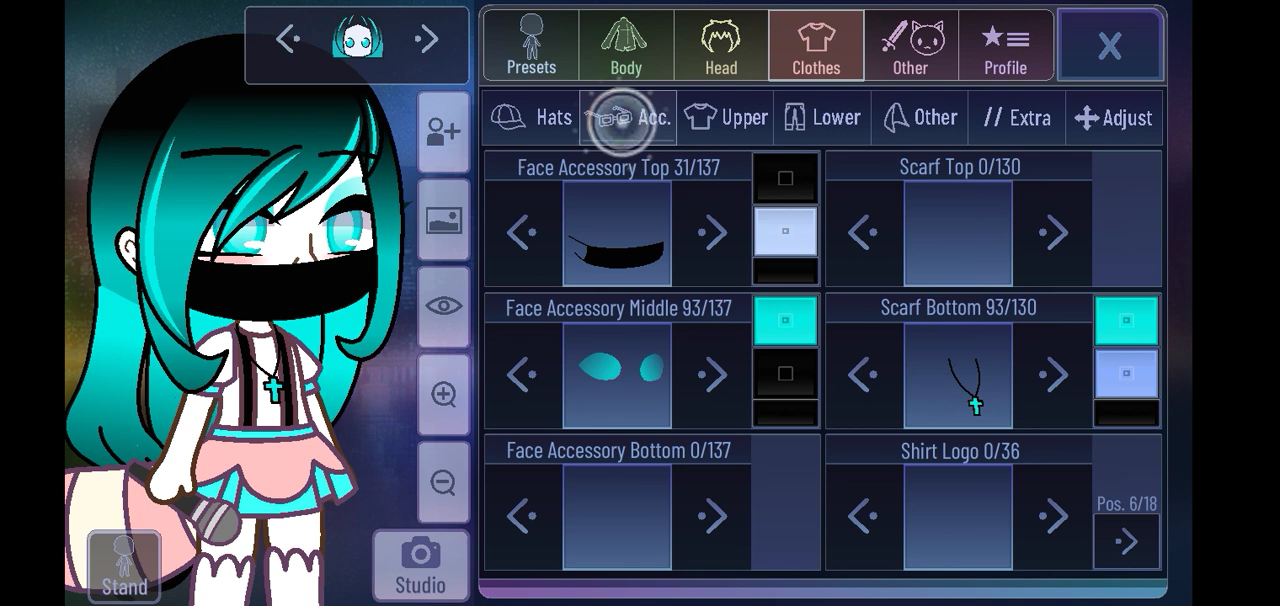 Presets Body Head Clothes Other Profile X
Hats Acc. Upper Lower Other Extra Adjust
Face Accessory Top 31/137
Scarf Top 0/130
Face Accessory Middle 93/137
Scarf Bottom 93/130
Face Accessory Bottom 0/137
Shirt Logo 0/36
Pos. 6/18
Stand
Studio